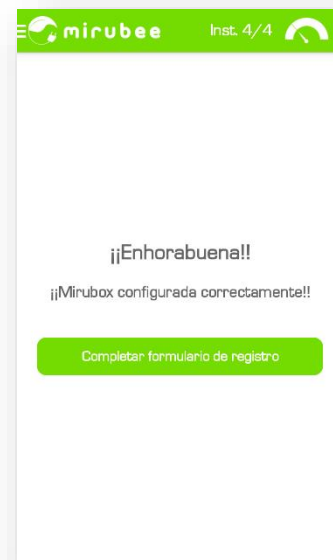 mirubee Inst. 4/4
¡¡Enhorabuena!!
¡¡Mirubox configurada correctamente!!
Completar formulario de registro